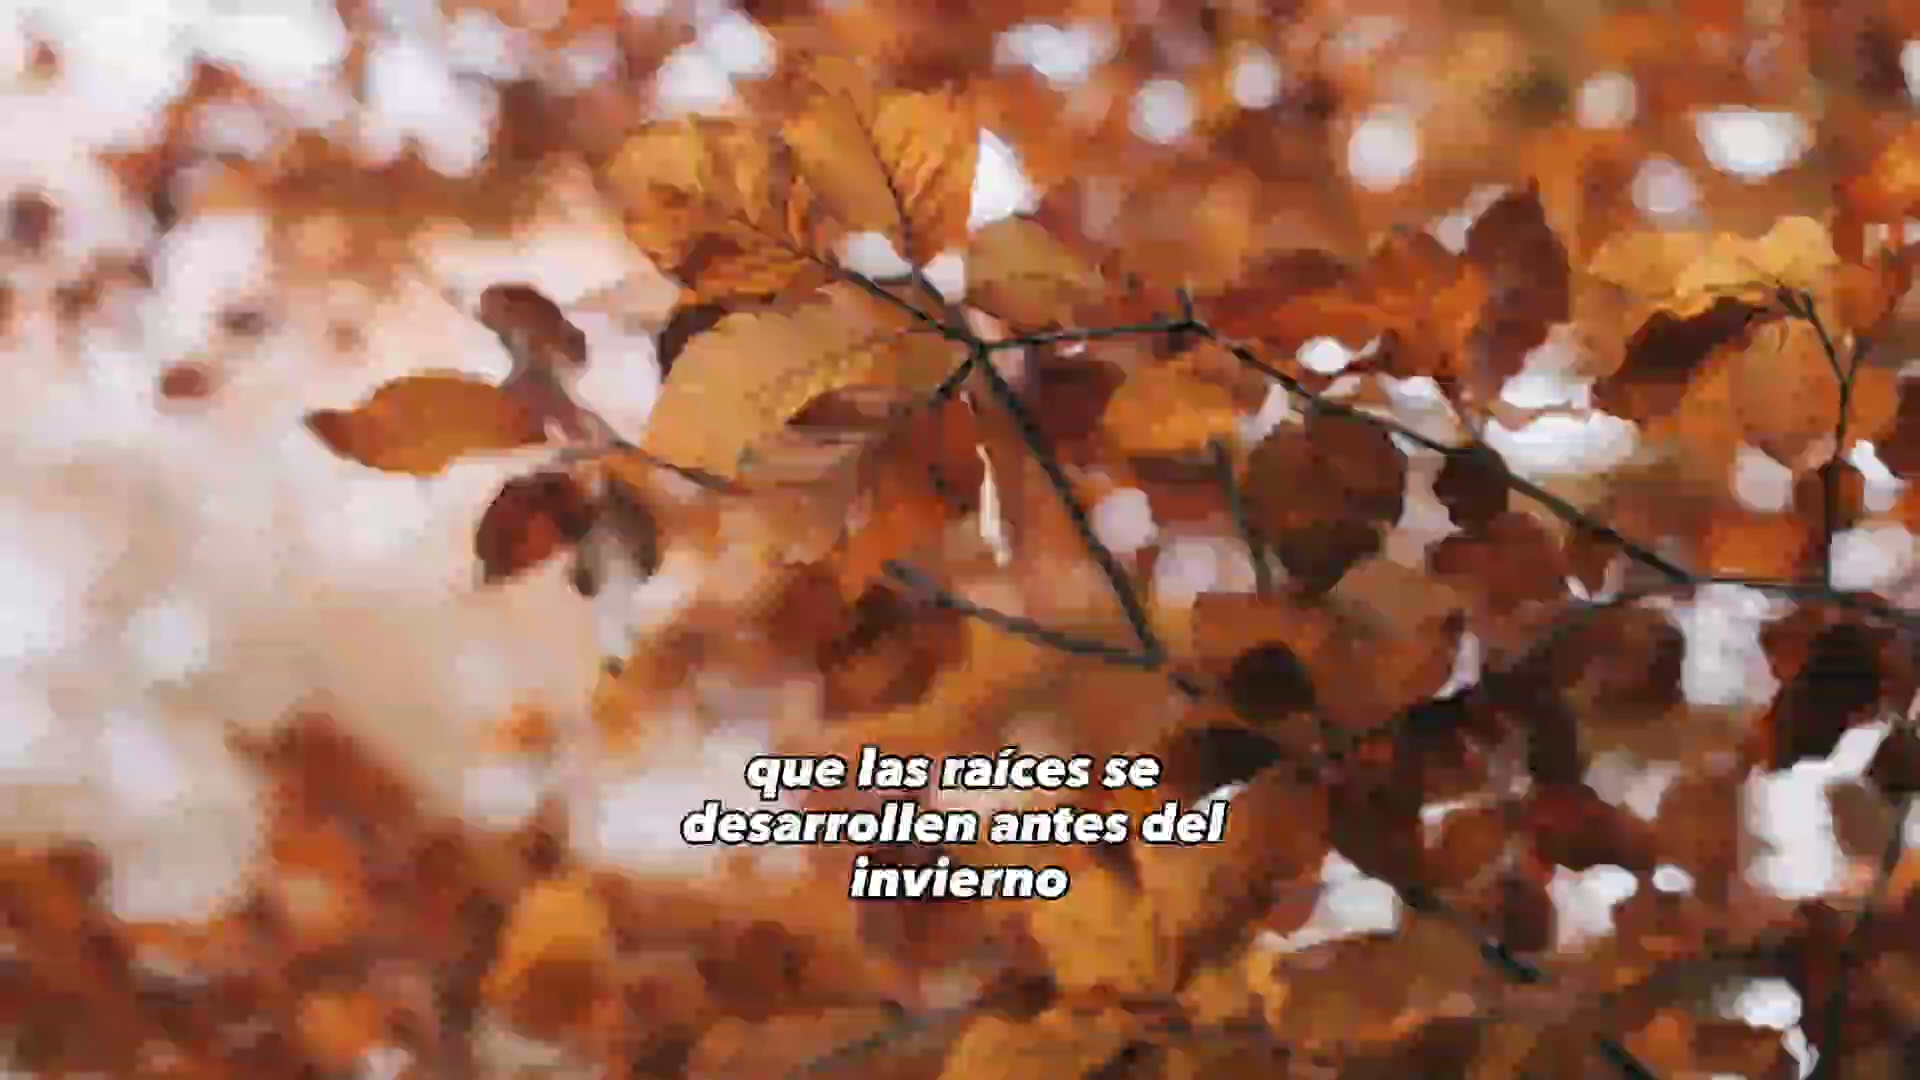 que las raíces se
desarrollen antes del
invierno